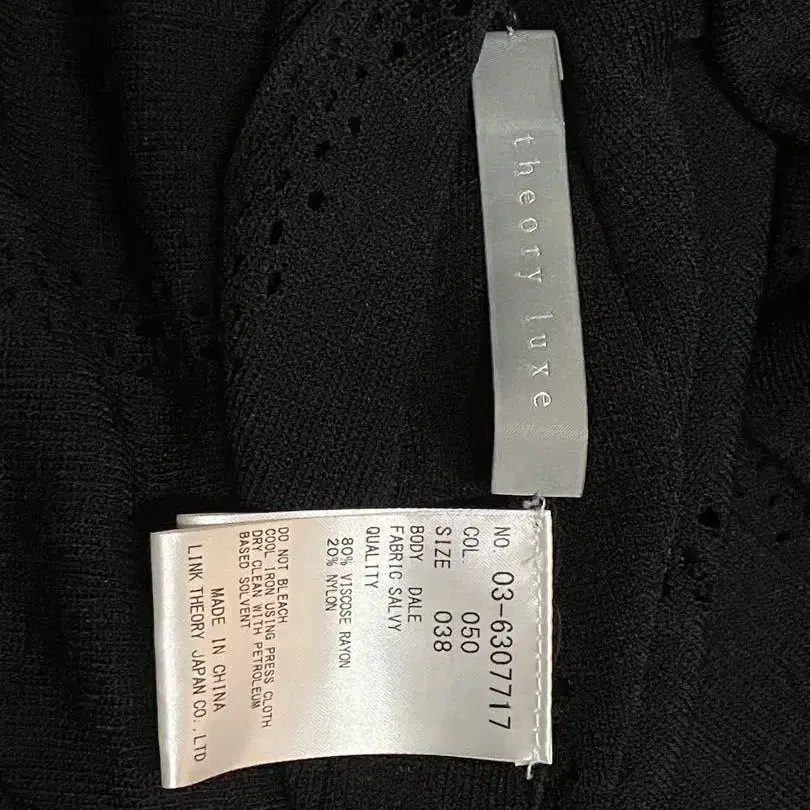 theory luxe
NO. 03-6307717
COL. 050
SIZE 038
BODY DALE
FABRIC SALVY
QUALITY
80% VISCOSE RAYON
20% NYLON
DO NOT BLEACH
COOL IRON USING PRESS CLOTH
DRY CLEAN WITH PETROLEUM
BASED SOLVENT
MADE IN CHINA
LINK THEORY JAPAN CO.,LTD